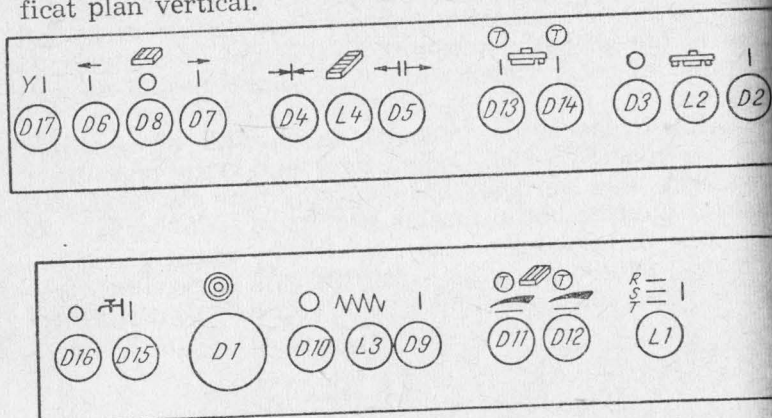 ficat plan vertical.
T T
Y I I O I I I O I
D17 D6 D8 D7 D4 L4 D5 D13 D14 D3 L2 D2
T T
R
S
T
O I O I I
D16 D15 D1 D10 L3 D9 D11 D12 L1